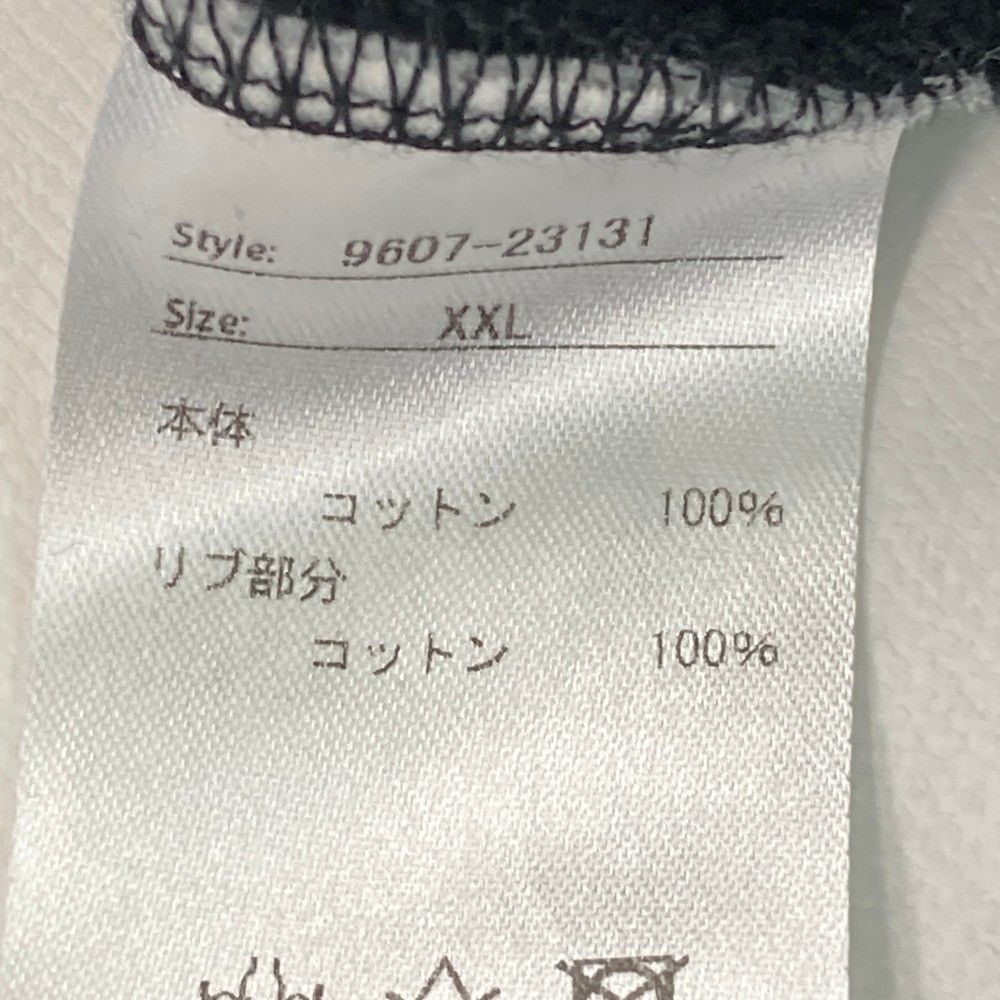 Style: 9607-23131
Size: XXL
本体
コットン 100%
リブ部分
コットン 100%